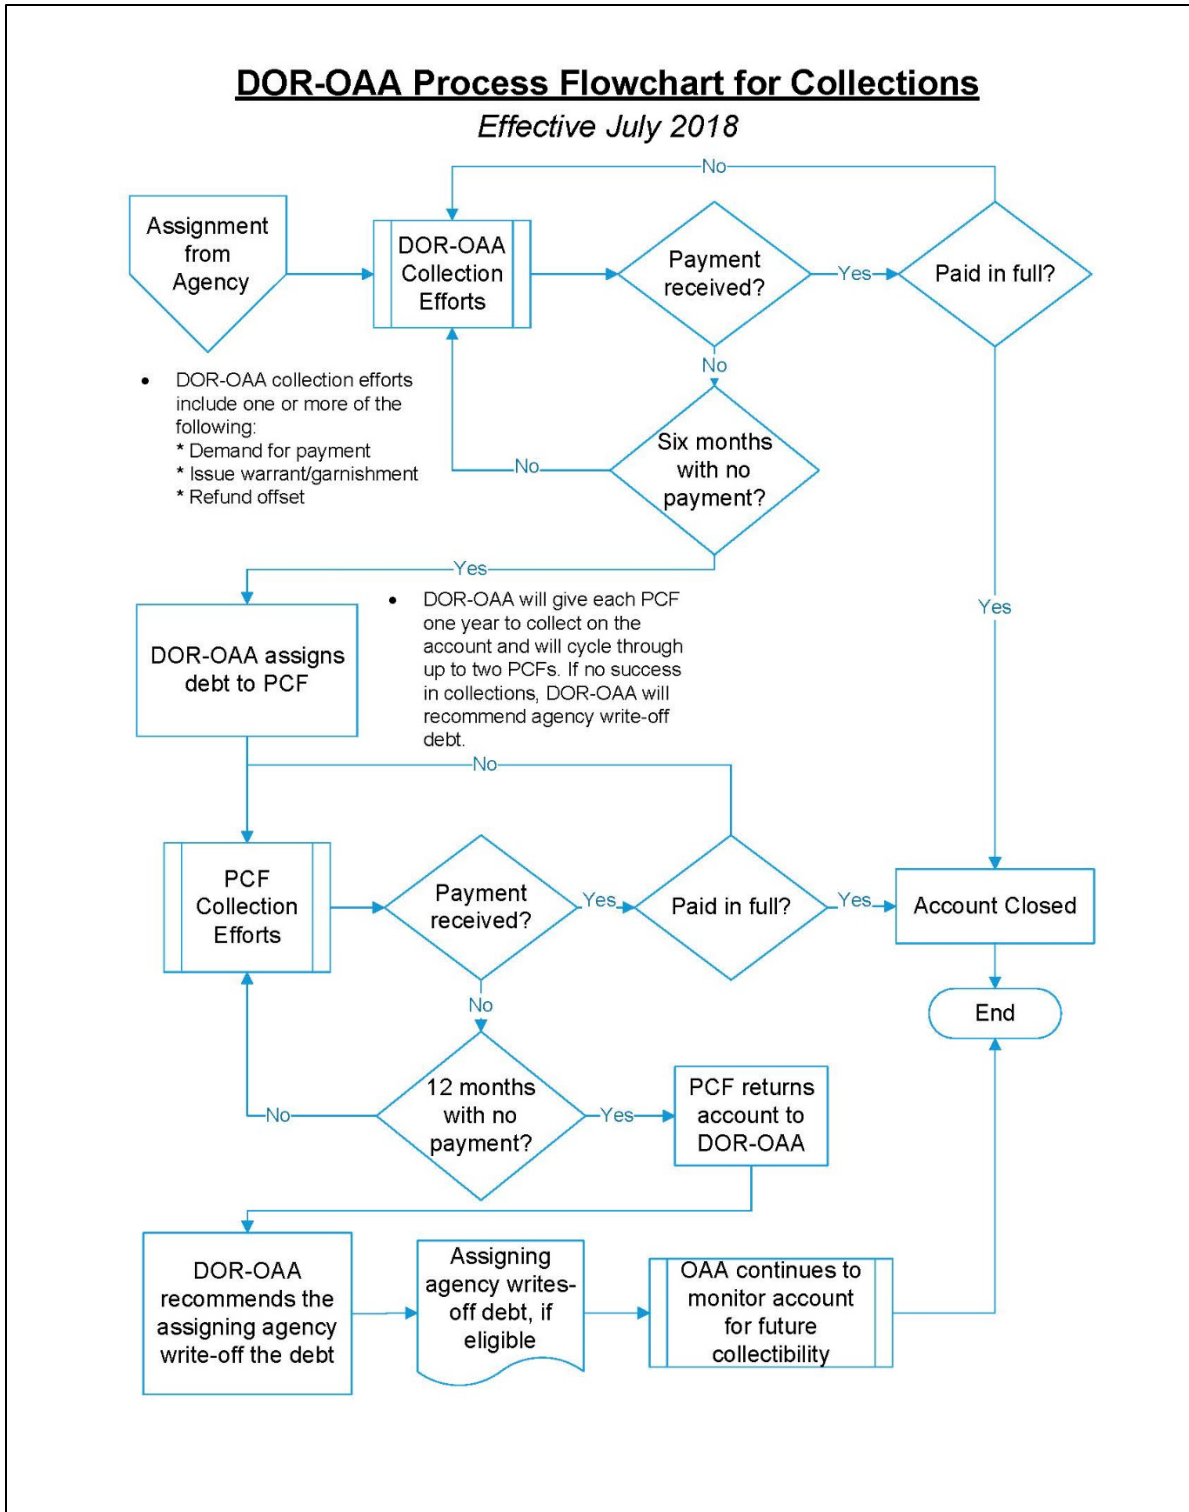 DOR-OAA Process Flowchart for Collections
Effective July 2018
No
Assignment
from
Agency
DOR-OAA
Collection
Efforts
Payment
received?
Yes
Paid in full?
No
• DOR-OAA collection efforts
include one or more of the
following:
* Demand for payment
* Issue warrant/garnishment
* Refund offset
Six months
with no
payment?
No
Yes
Yes
DOR-OAA assigns
debt to PCF
• DOR-OAA will give each PCF
one year to collect on the
account and will cycle through
up to two PCFs. If no success
in collections, DOR-OAA will
recommend agency write-off
debt.
No
PCF
Collection
Efforts
Payment
received?
Yes
Paid in full?
Yes
Account Closed
No
End
12 months
with no
payment?
No
Yes
PCF returns
account to
DOR-OAA
DOR-OAA
recommends the
assigning agency
write-off the debt
Assigning
agency writes-
off debt, if
eligible
OAA continues to
monitor account
for future
collectibility